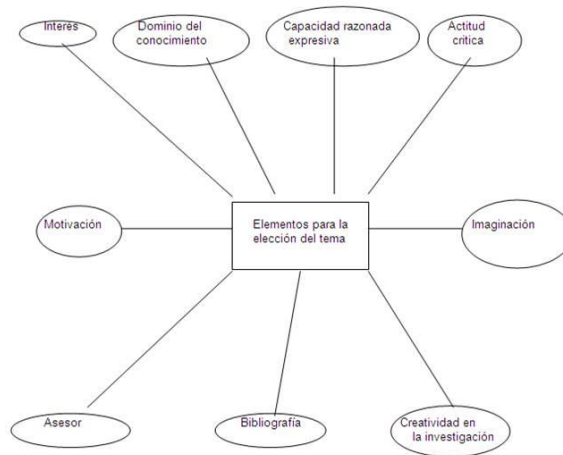 Interés
Dominio del
conocimiento
Capacidad razonada
expresiva
Actitud
critica
Motivación
Elementos para la
elección del tema
Imaginación
Asesor
Bibliografía
Creatividad en
la investigación